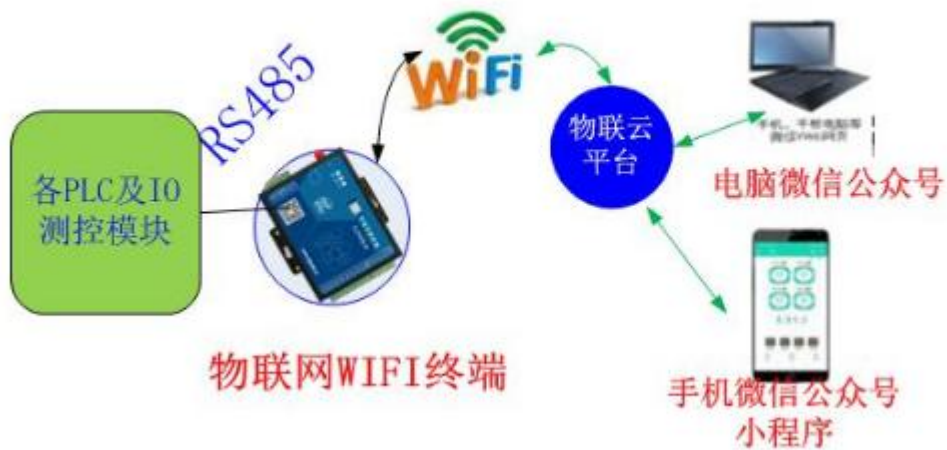 RS485
WiFi
各PLC及IO
测控模块
物联云
平台
电脑微信公众号
物联网WIFI终端
手机微信公众号
小程序